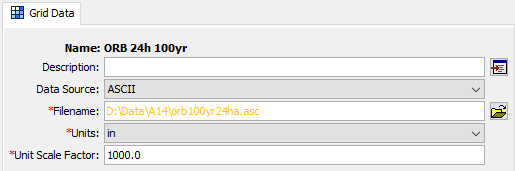 Grid Data
Name: ORB 24h 100yr
Description:
Data Source: ASCII
*Filename: D:\Data\A14\orb100yr24ha.asc
*Units: in
*Unit Scale Factor: 1000.0